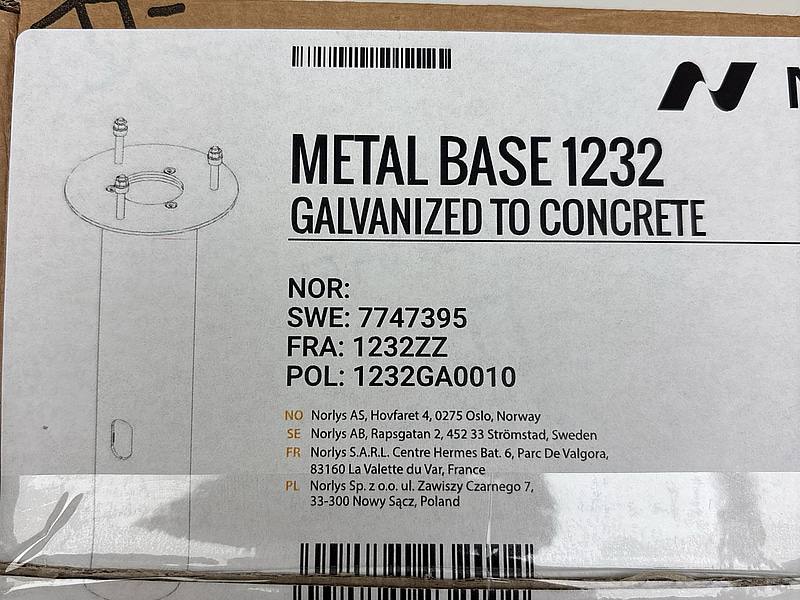 METAL BASE 1232
GALVANIZED TO CONCRETE
NOR:
SWE: 7747395
FRA: 1232ZZ
POL: 1232GA0010
NO Norlys AS, Hovfaret 4, 0275 Oslo, Norway
SE Norlys AB, Rapsgatan 2, 452 33 Strömstad, Sweden
FR Norlys S.A.R.L. Centre Hermes Bat. 6, Parc De Valgora,
83160 La Valette du Var, France
PL Norlys Sp. z o.o. ul. Zawiszy Czarnego 7,
33-300 Nowy Sącz, Poland